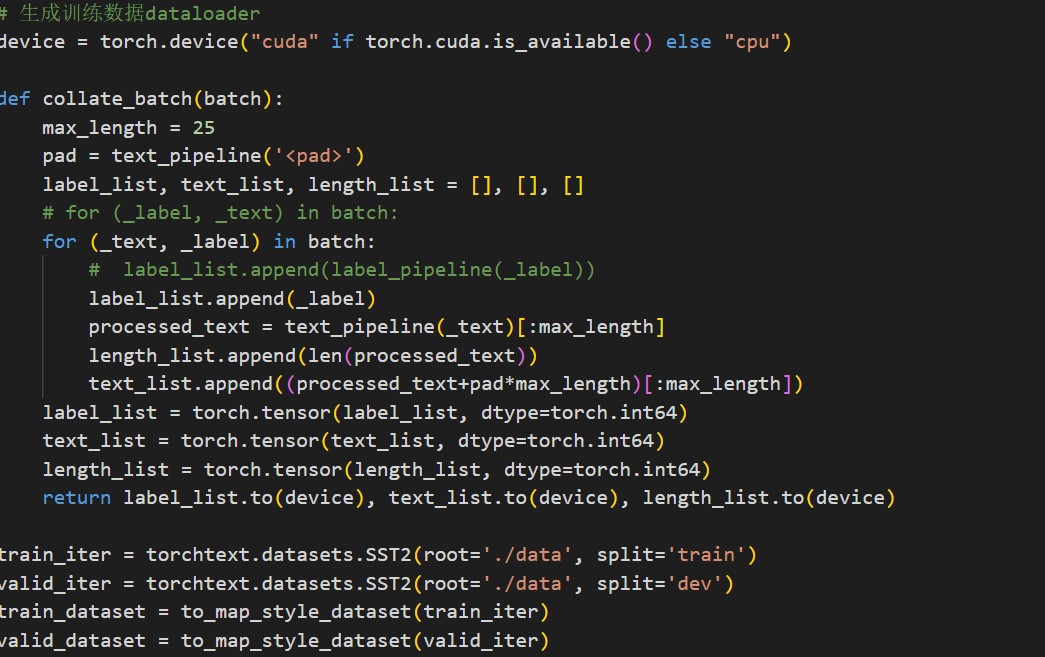 # 生成训练数据dataloader
device = torch.device("cuda" if torch.cuda.is_available() else "cpu")
def collate_batch(batch):
    max_length = 25
    pad = text_pipeline('<pad>')
    label_list, text_list, length_list = [], [], []
    # for (_label, _text) in batch:
    for (_text, _label) in batch:
        #  label_list.append(label_pipeline(_label))
        label_list.append(_label)
        processed_text = text_pipeline(_text)[:max_length]
        length_list.append(len(processed_text))
        text_list.append((processed_text+pad*max_length)[:max_length])
    label_list = torch.tensor(label_list, dtype=torch.int64)
    text_list = torch.tensor(text_list, dtype=torch.int64)
    length_list = torch.tensor(length_list, dtype=torch.int64)
    return label_list.to(device), text_list.to(device), length_list.to(device)
train_iter = torchtext.datasets.SST2(root='./data', split='train')
valid_iter = torchtext.datasets.SST2(root='./data', split='dev')
train_dataset = to_map_style_dataset(train_iter)
valid_dataset = to_map_style_dataset(valid_iter)